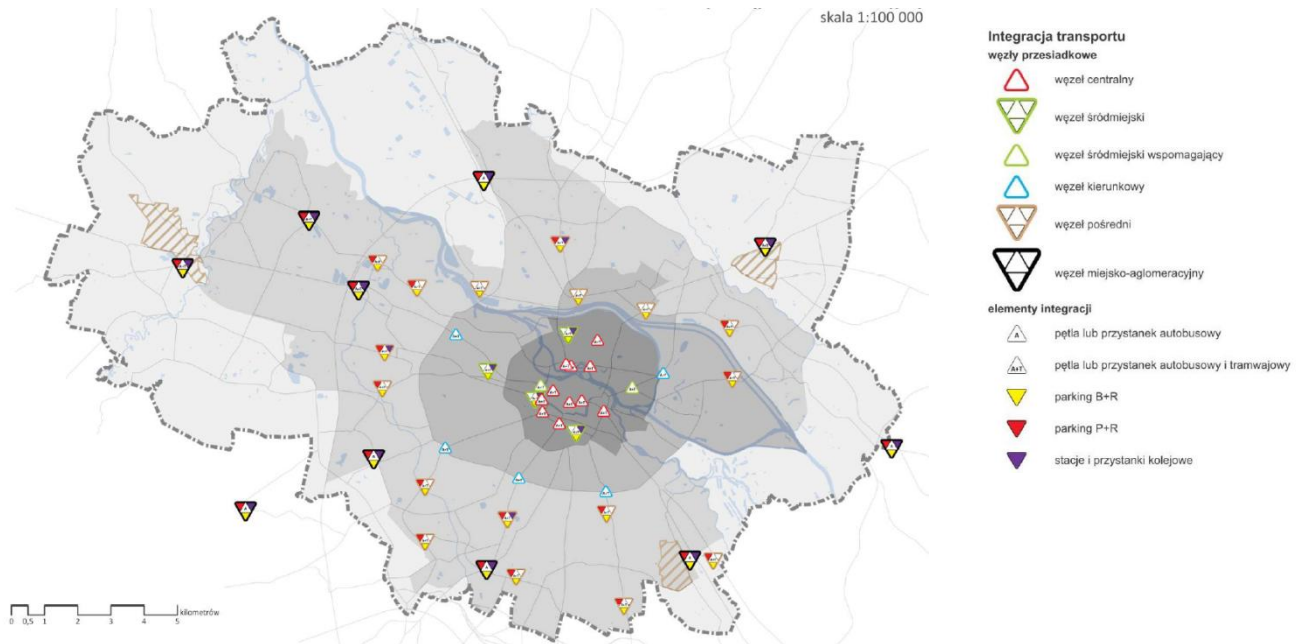 skala 1:100 000
Integracja transportu
węzły przesiadkowe
węzeł centralny
węzeł śródmiejski
węzeł śródmiejski wspomagający
węzeł kierunkowy
węzeł pośredni
węzeł miejsko-aglomeracyjny
elementy integracji
A pętla lub przystanek autobusowy
A+T pętla lub przystanek autobusowy i tramwajowy
parking B+R
parking P+R
stacje i przystanki kolejowe
kilometrów
0 0,5 1 2 3 4 5